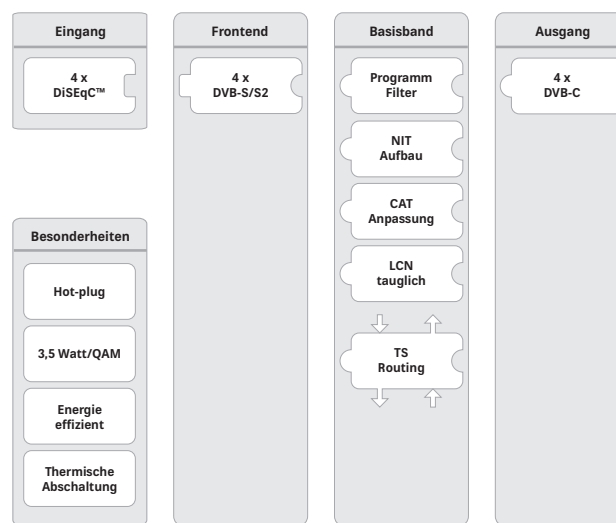 Eingang
4 x
DiSEqC™
Besonderheiten
Hot-plug
3,5 Watt/QAM
Energie
effizient
Thermische
Abschaltung
Frontend
4 x
DVB-S/S2
Basisband
Programm
Filter
NIT
Aufbau
CAT
Anpassung
LCN
tauglich
TS
Routing
Ausgang
4 x
DVB-C